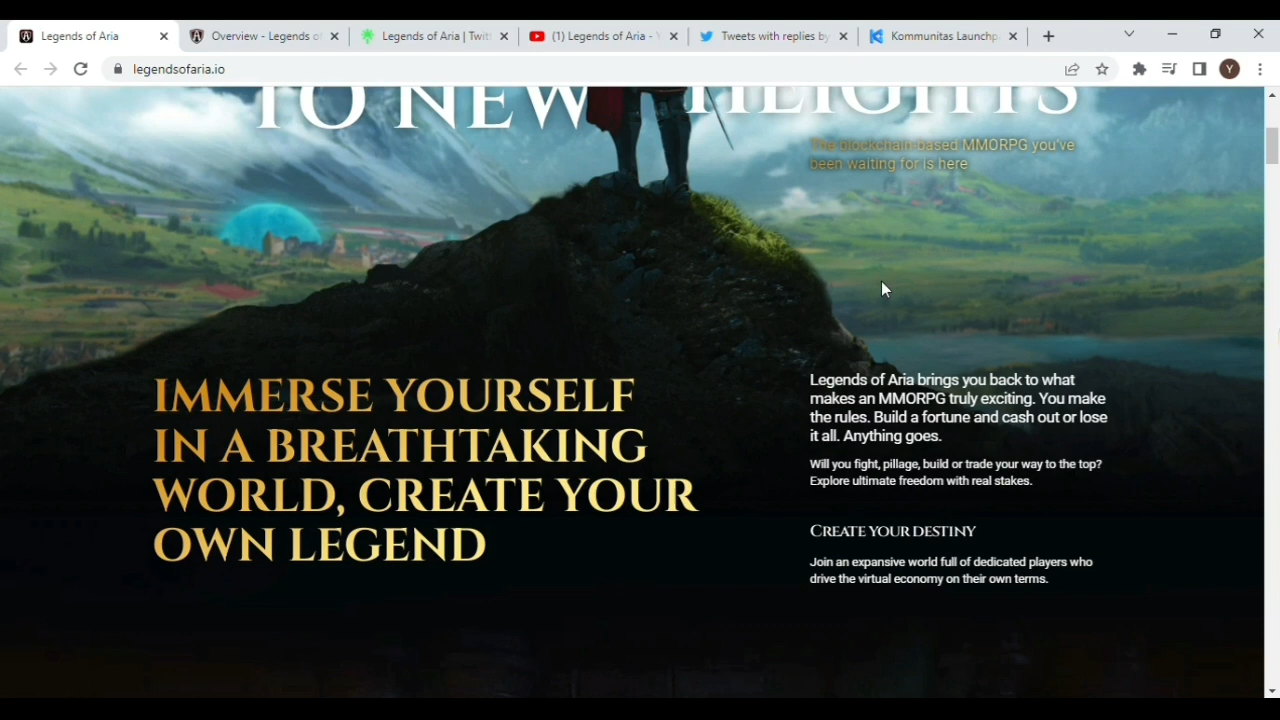 Legends of Aria
Overview - Legends of
Legends of Aria | Twit
(1) Legends of Aria -
Tweets with replies by
Kommunitas Launchp
legendsofaria.io
Y
TO NEW HEIGHTS
The blockchain-based MMORPG you've
been waiting for is here
IMMERSE YOURSELF
IN A BREATHTAKING
WORLD, CREATE YOUR
OWN LEGEND
Legends of Aria brings you back to what
makes an MMORPG truly exciting. You make
the rules. Build a fortune and cash out or lose
it all. Anything goes.
Will you fight, pillage, build or trade your way to the top?
Explore ultimate freedom with real stakes.
CREATE YOUR DESTINY
Join an expansive world full of dedicated players who
drive the virtual economy on their own terms.